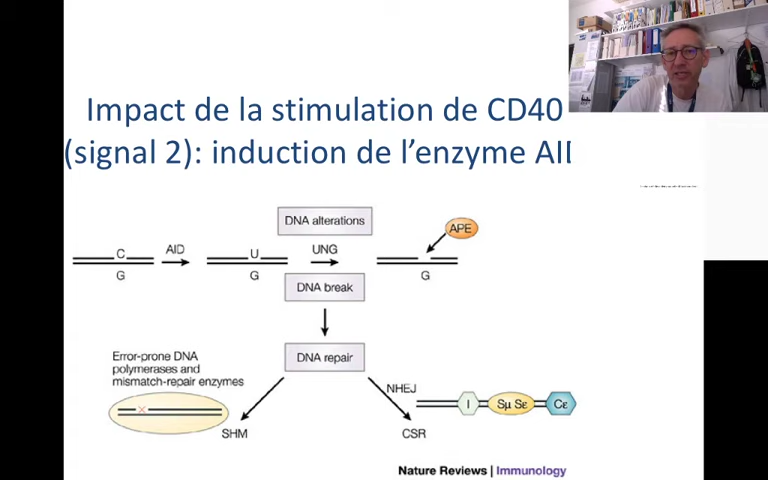 Impact de la stimulation de CD40
(signal 2): induction de l'enzyme AI
DNA alterations
APE
C AID U UNG
G G G
DNA break
DNA repair
Error-prone DNA
polymerases and
mismatch-repair enzymes
NHEJ
I Sμ Sε Cε
SHM CSR
Nature Reviews | Immunology